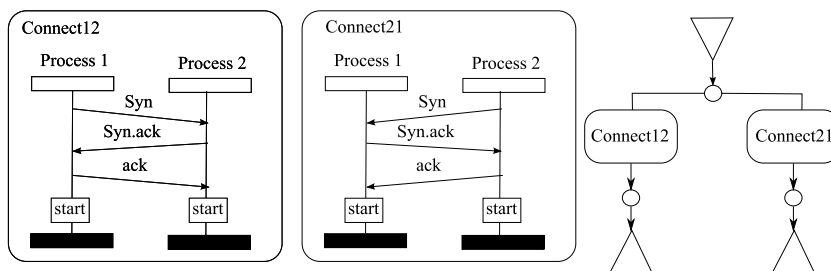 Connect12
Process 1 Process 2
Syn
Syn.ack
ack
start start
Connect21
Process 1 Process 2
Syn
Syn.ack
ack
start start
Connect12 Connect21